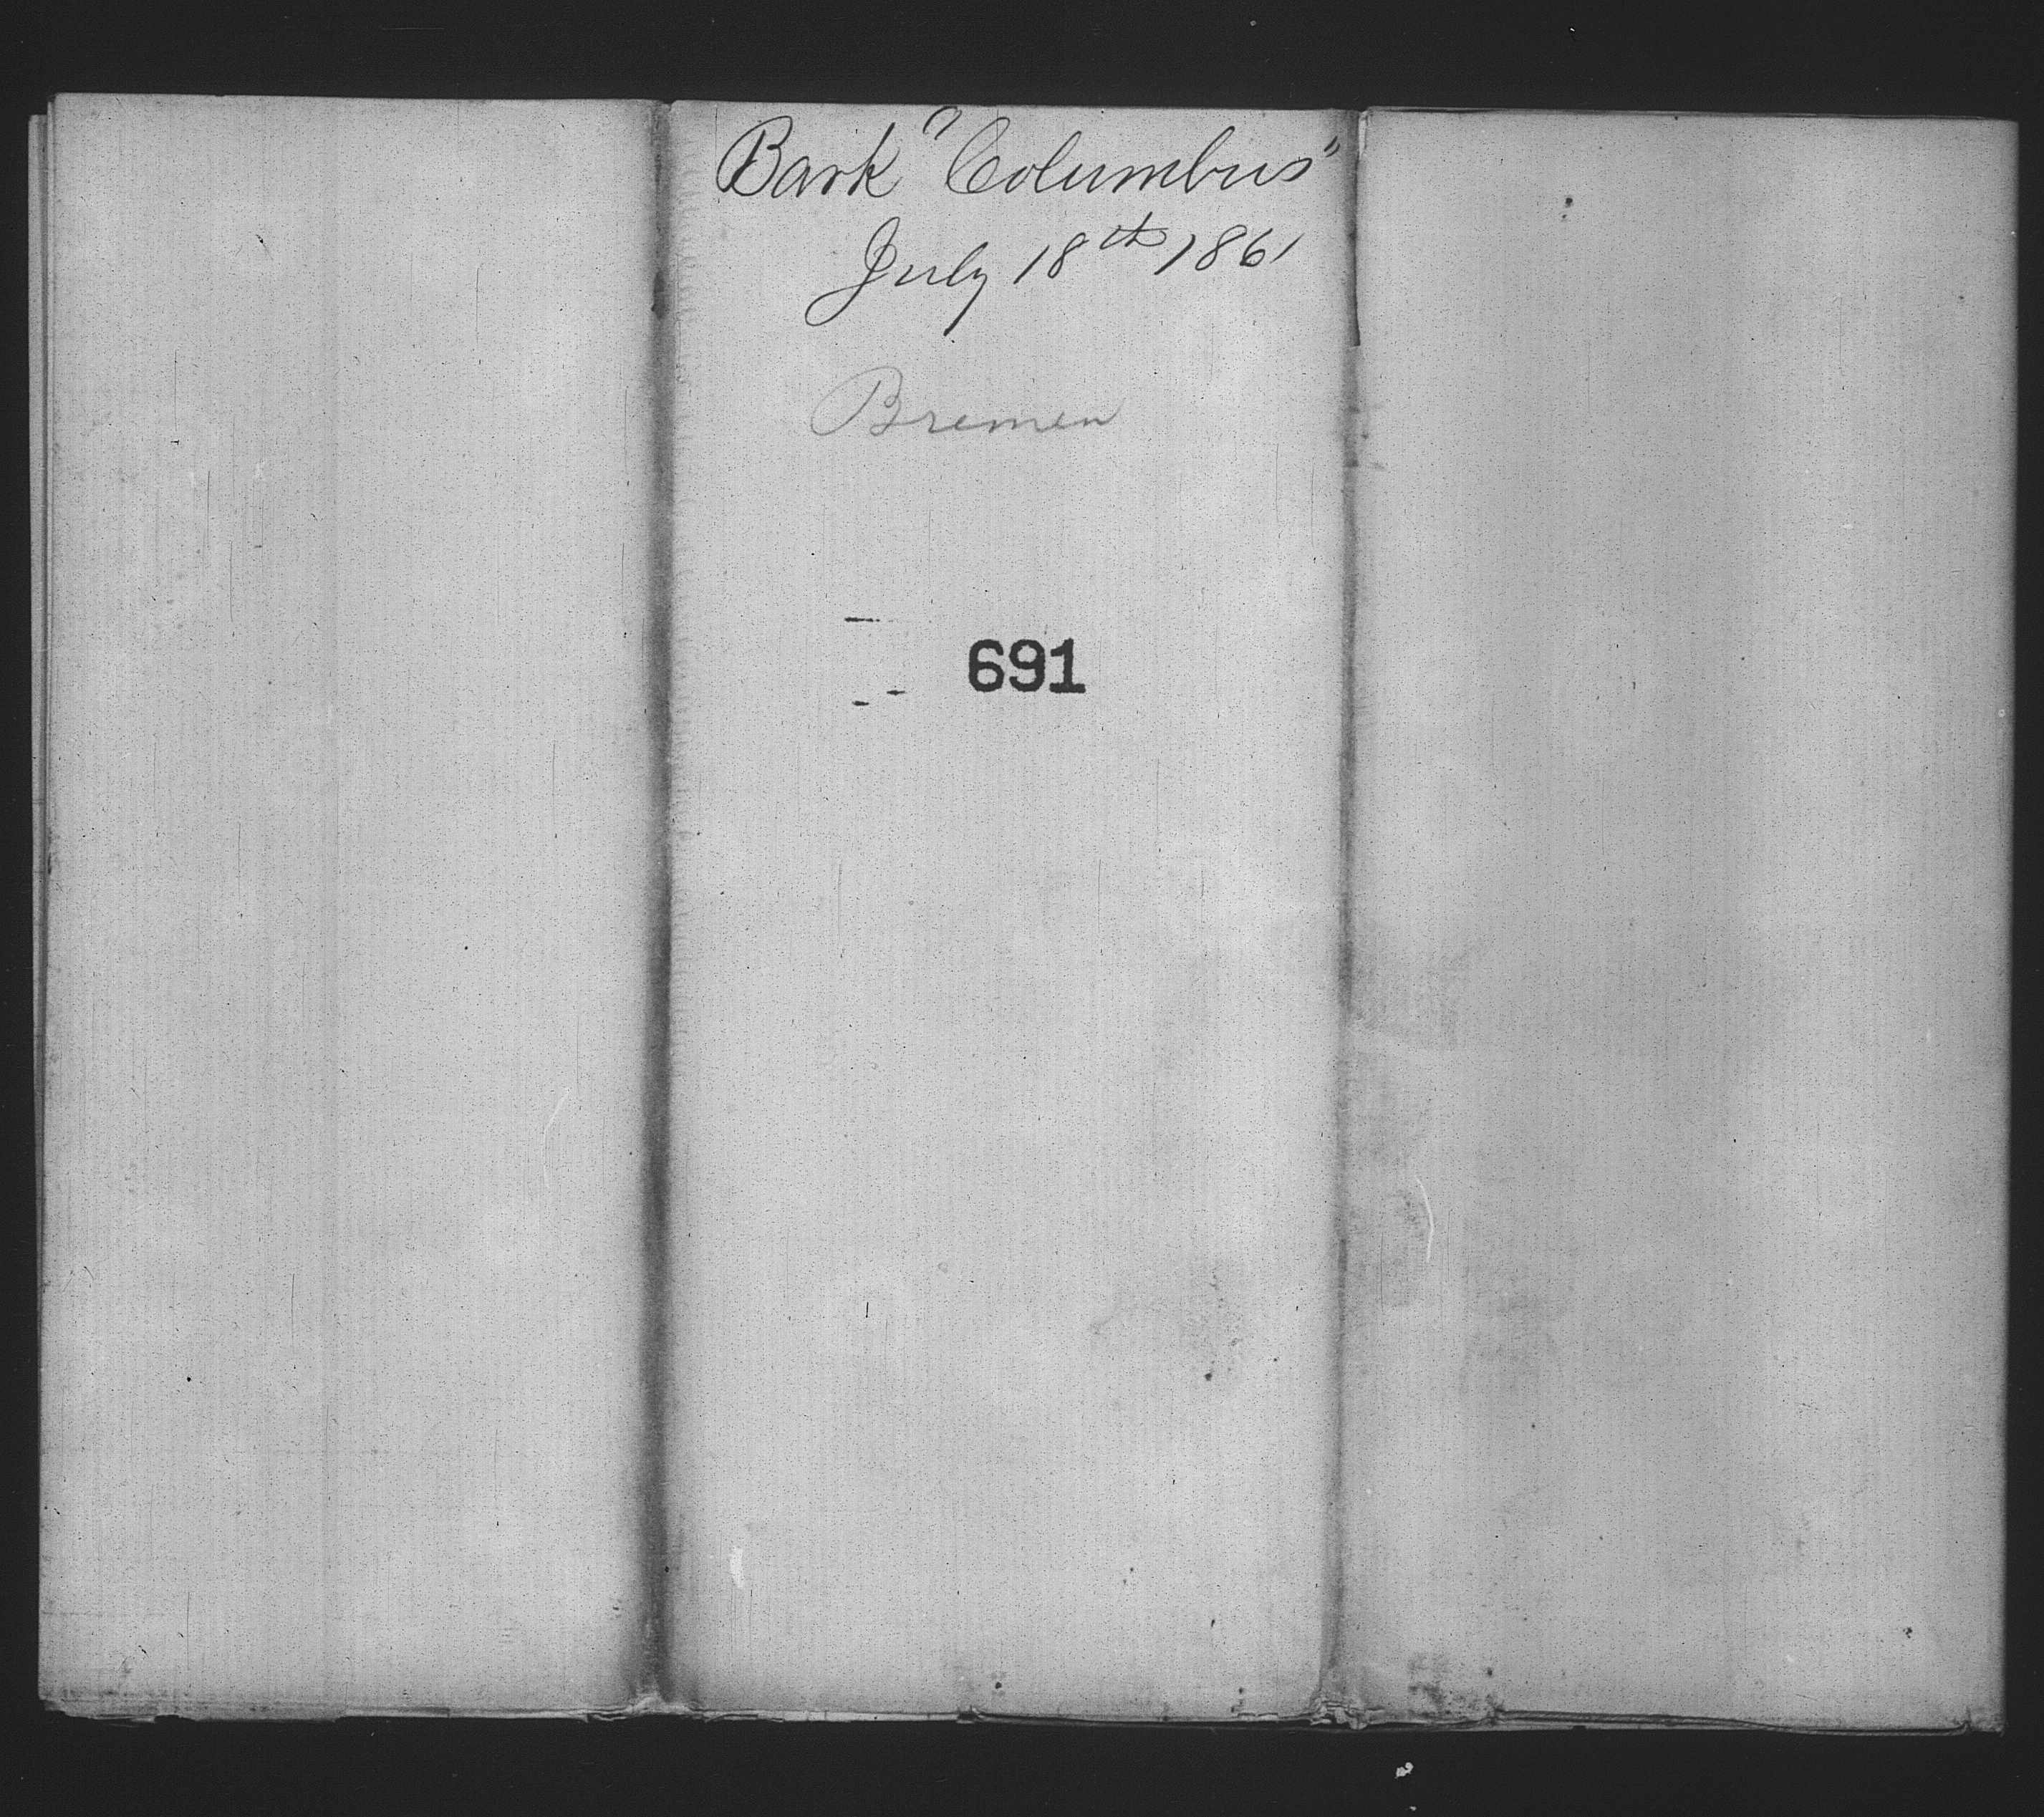 Bark "Columbus"
July 18th 1861
Bremen
691